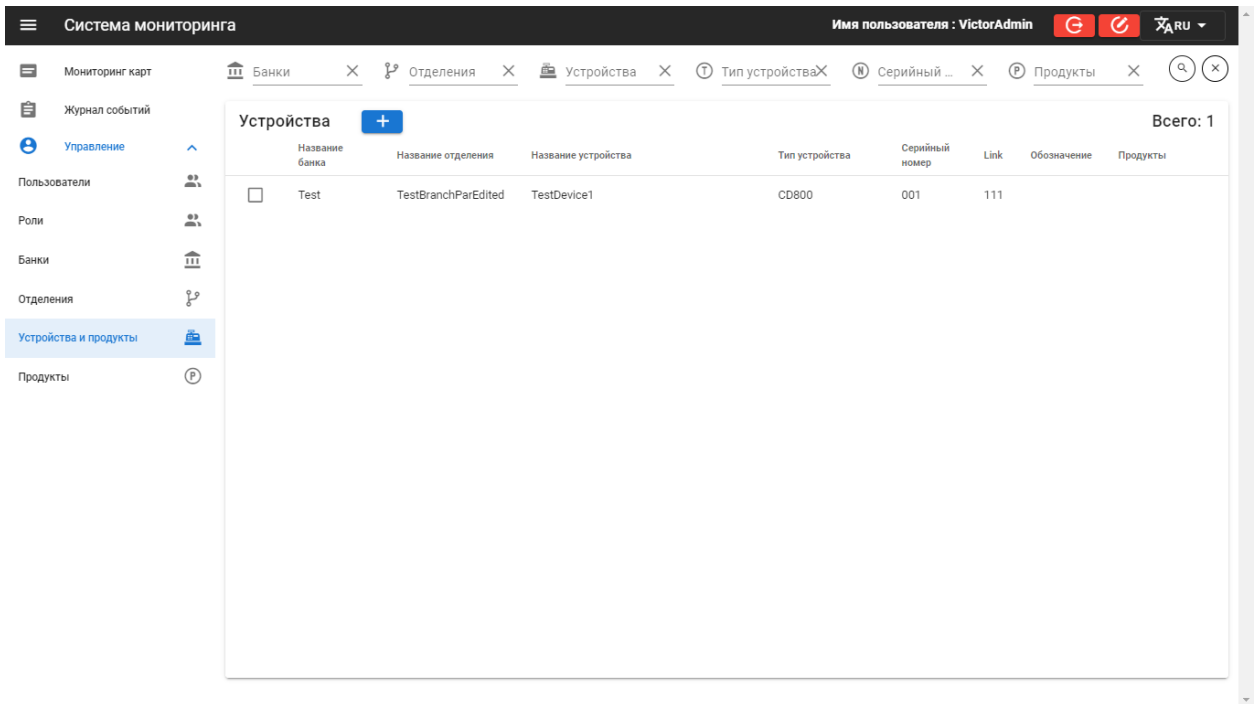 Система мониторинга
Имя пользователя : VictorAdmin
RU
Мониторинг карт
Журнал событий
Управление
Пользователи
Роли
Банки
Отделения
Устройства и продукты
Продукты
Банки
Отделения
Устройства
T Тип устройства
N Серийный ...
P Продукты
Устройства
+
Всего: 1
Название банка
Название отделения
Название устройства
Тип устройства
Серийный номер
Link
Обозначение
Продукты
Test
TestBranchParEdited
TestDevice1
CD800
001
111